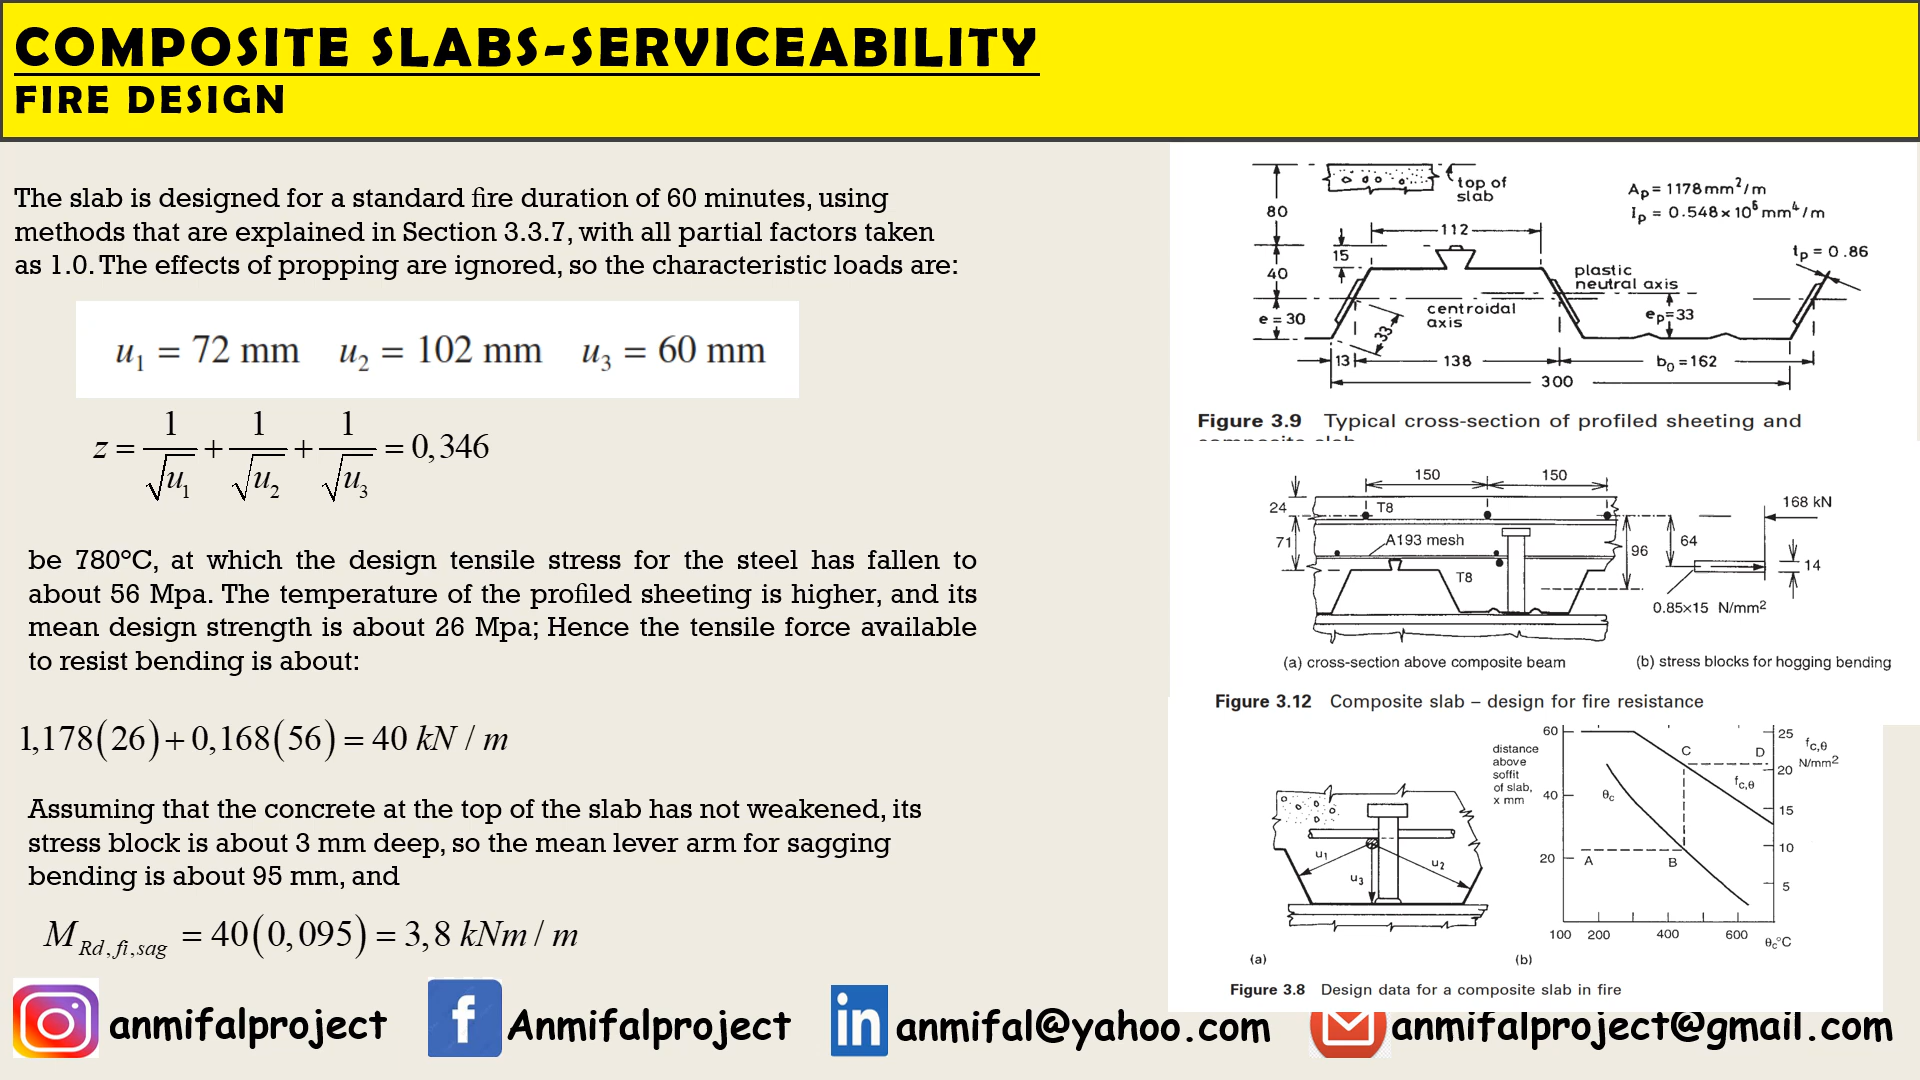 COMPOSITE SLABS-SERVICEABILITY
FIRE DESIGN
The slab is designed for a standard fire duration of 60 minutes, using
methods that are explained in Section 3.3.7, with all partial factors taken
as 1.0. The effects of propping are ignored, so the characteristic loads are:
u₁ = 72 mm u₂ = 102 mm u₃ = 60 mm
z = 1/√u₁ + 1/√u₂ + 1/√u₃ = 0,346
be 780°C, at which the design tensile stress for the steel has fallen to
about 56 Mpa. The temperature of the profiled sheeting is higher, and its
mean design strength is about 26 Mpa; Hence the tensile force available
to resist bending is about:
1,178(26)+0,168(56) = 40 kN / m
Assuming that the concrete at the top of the slab has not weakened, its
stress block is about 3 mm deep, so the mean lever arm for sagging
bending is about 95 mm, and
M Rd,fi,sag = 40(0,095) = 3,8 kNm / m
top of
slab
Ap = 1178 mm²/m
Ip = 0.548×10⁶ mm⁴/m
80
112
15
tp = 0.86
40
plastic
neutral axis
centroidal
axis
ep=33
e = 30
33
13
138
b₀ = 162
300
Figure 3.9 Typical cross-section of profiled sheeting and
composite slab
150
150
24
T8
168 kN
71
A193 mesh
96
64
T8
14
0.85×15 N/mm²
(a) cross-section above composite beam
(b) stress blocks for hogging bending
Figure 3.12 Composite slab – design for fire resistance
60
25
distance
above
soffit
of slab,
x mm
C
D
fc,θ
N/mm²
20
fc,θ
40
θc
15
u₁
u₂
u₃
20
A
B
10
5
100
200
400
600
θc°C
(a)
(b)
Figure 3.8 Design data for a composite slab in fire
anmifalproject
f
Anmifalproject
in
anmifal@yahoo.com
anmifalproject@gmail.com